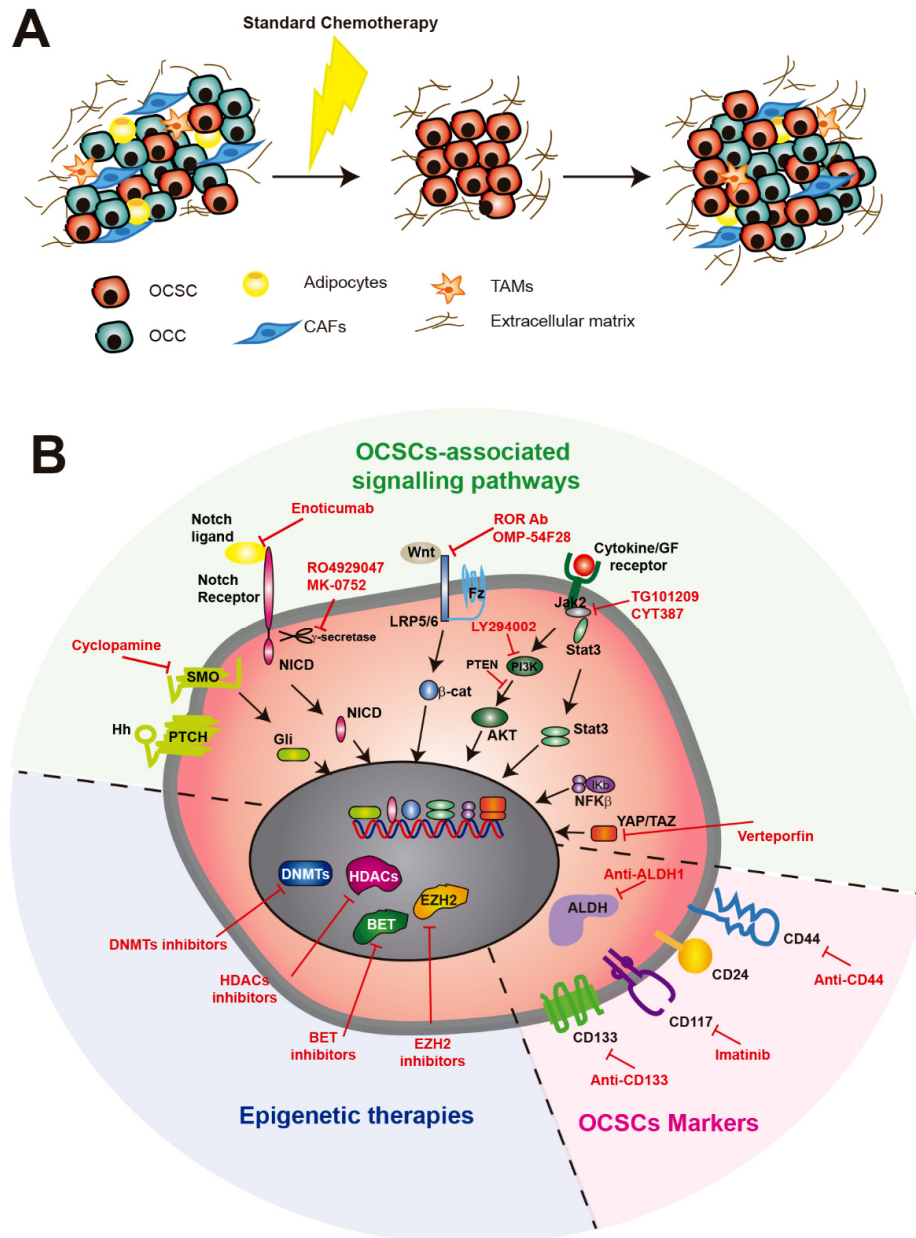 A
Standard Chemotherapy
OCSC
Adipocytes
TAMs
OCC
CAFs
Extracellular matrix
B
OCSCs-associated
signalling pathways
Enoticumab
Notch
ligand
ROR Ab
OMP-54F28
Wnt
Cytokine/GF
receptor
RO4929047
MK-0752
Notch
Receptor
Fz
Jak2
TG101209
CYT387
LRP5/6
LY294002
γ-secretase
Stat3
Cyclopamine
NICD
PTEN
PI3K
SMO
β-cat
NICD
Hh
PTCH
Gli
AKT
Stat3
IKb
NFKβ
YAP/TAZ
Verteporfin
DNMTs
HDACs
Anti-ALDH1
EZH2
ALDH
BET
CD44
DNMTs inhibitors
CD24
Anti-CD44
HDACs
inhibitors
CD117
BET
inhibitors
EZH2
inhibitors
CD133
Imatinib
Anti-CD133
Epigenetic therapies
OCSCs Markers